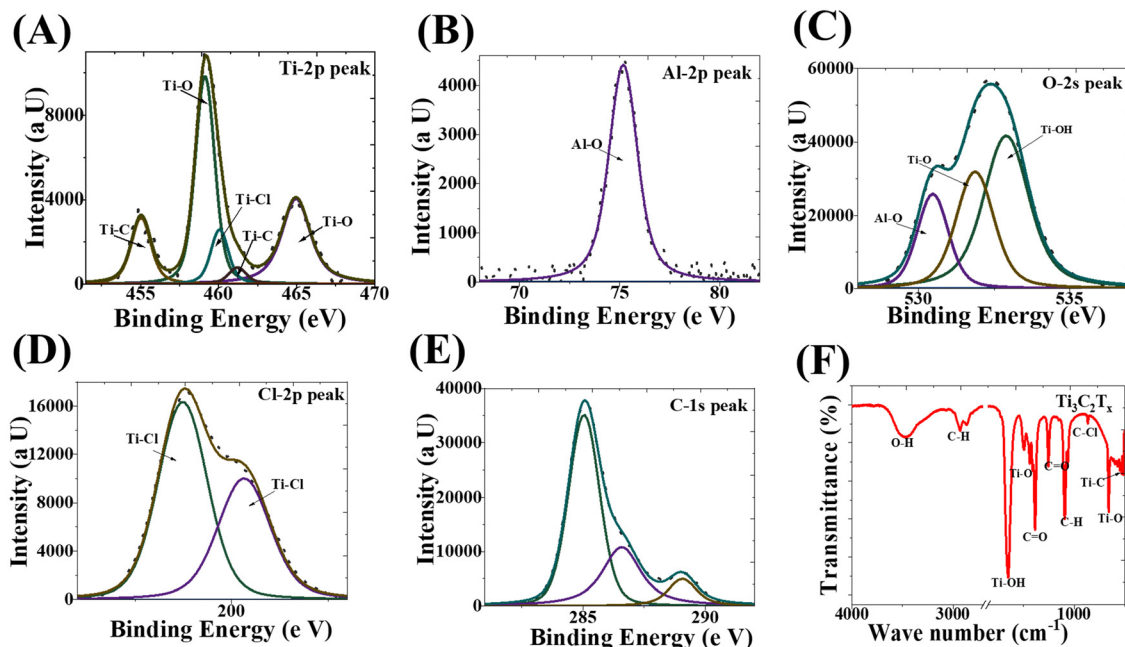 (A)
Ti-2p peak
Ti-O
Ti-C
Ti-Cl
Ti-C
Ti-O
8000
4000
0
455
460
465
470
Intensity (a U)
Binding Energy (eV)
(B)
Al-2p peak
Al-O
4000
3000
2000
1000
0
70
75
80
Intensity (a U)
Binding Energy (e V)
(C)
O-2s peak
Ti-OH
Ti-O
Al-O
60000
40000
20000
0
530
535
Intensity (a U)
Binding Energy (eV)
(D)
Cl-2p peak
Ti-Cl
Ti-Cl
16000
12000
8000
4000
0
200
Intensity (a U)
Binding Energy (e V)
(E)
C-1s peak
40000
30000
20000
10000
0
285
290
Intensity (a U)
Binding Energy (e V)
(F)
Ti₃C₂Tₓ
O-H
C-H
Ti-OH
Ti-O
C=O
C=O
C-H
C-Cl
Ti-O
Ti-C
4000
3000
1000
Transmittance (%)
Wave number (cm⁻¹)